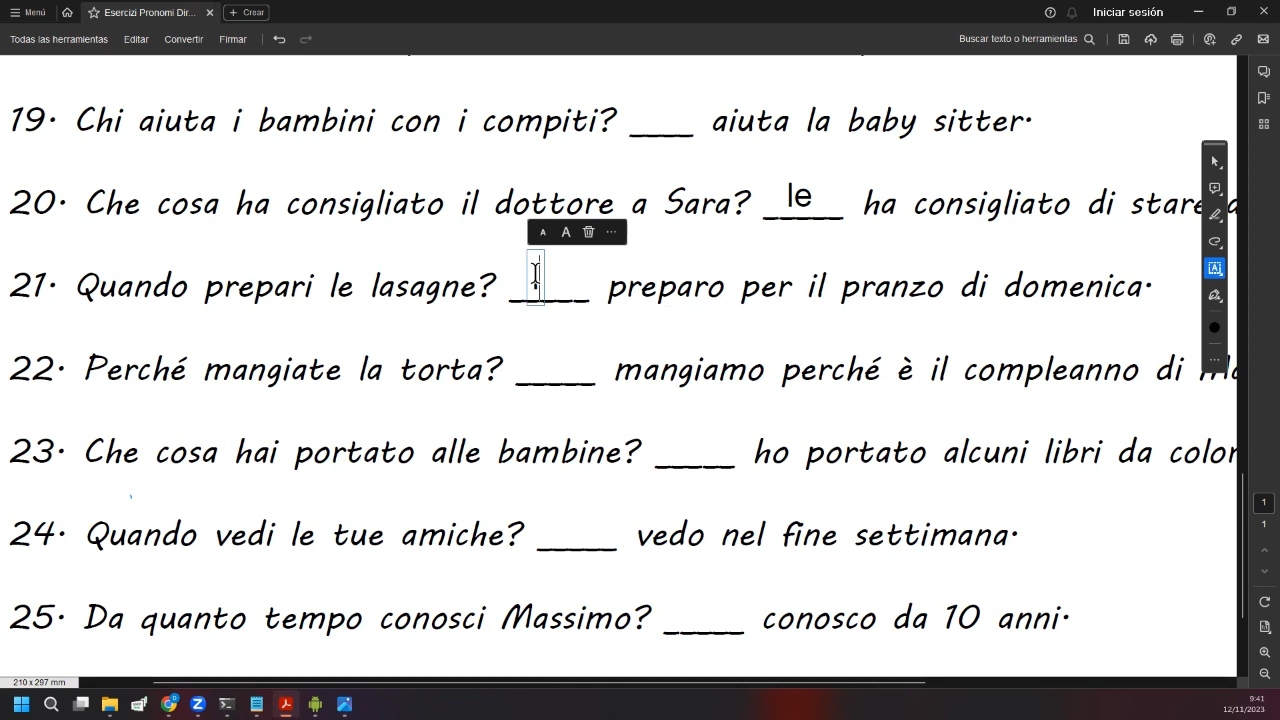 Menú
Esercizi Pronomi Dir...
Crear
Iniciar sesión
Todas las herramientas
Editar
Convertir
Firmar
Buscar texto o herramientas
19. Chi aiuta i bambini con i compiti? ____ aiuta la baby sitter.
20. Che cosa ha consigliato il dottore a Sara? le ha consigliato di stare
21. Quando prepari le lasagne? _____ preparo per il pranzo di domenica.
22. Perché mangiate la torta? _____ mangiamo perché è il compleanno di
23. Che cosa hai portato alle bambine? _____ ho portato alcuni libri da color
24. Quando vedi le tue amiche? _____ vedo nel fine settimana.
25. Da quanto tempo conosci Massimo? _____ conosco da 10 anni.
210 x 297 mm
1
1
9:41
12/11/2023